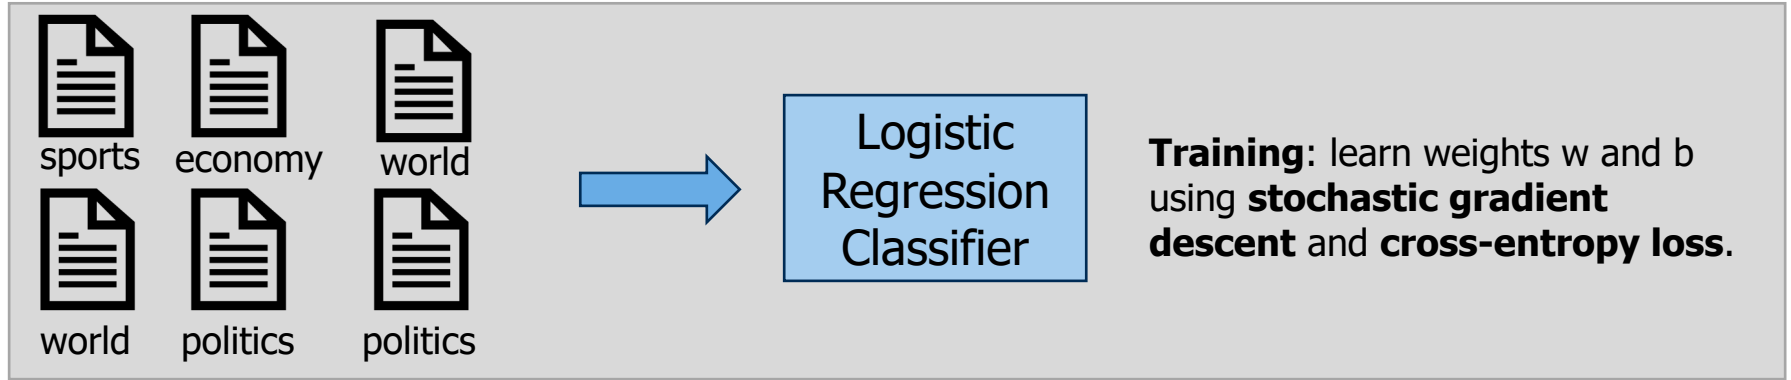 sports economy world
world politics politics
Logistic
Regression
Classifier
Training: learn weights w and b
using stochastic gradient
descent and cross-entropy loss.